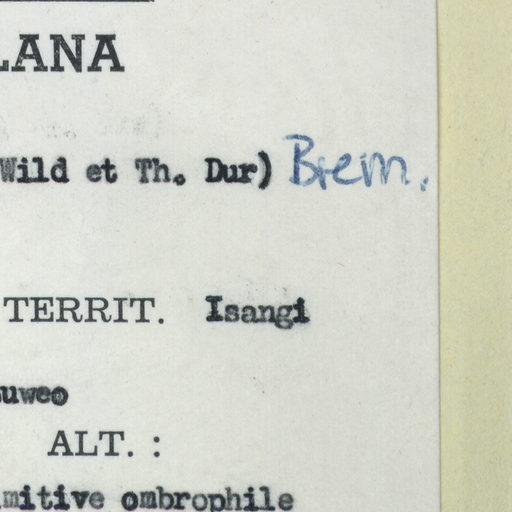 LANA
Wild et Th. Dur) Brem.
TERRIT. Isangi
uweo
ALT. :
mitive ombrophile